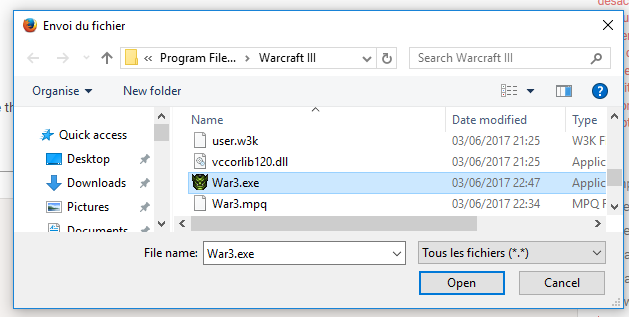 Envoi du fichier
« Program File... > Warcraft III
Search Warcraft III
Organise
New folder
Name
Date modified
Type
Quick access
Desktop
Downloads
Pictures
Documents
user.w3k 03/06/2017 21:25 W3K F
vccorlib120.dll 03/06/2017 21:25 Applic
War3.exe 03/06/2017 22:47 Applic
War3.mpq 03/06/2017 22:34 MPQ F
File name: War3.exe
Tous les fichiers (*.*)
Open
Cancel